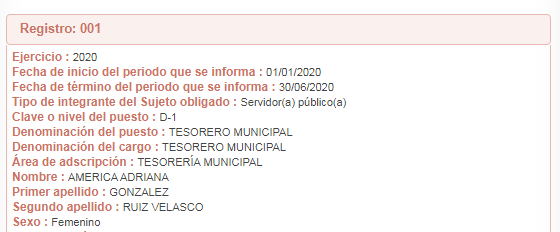 Registro: 001
Ejercicio : 2020
Fecha de inicio del periodo que se informa : 01/01/2020
Fecha de término del periodo que se informa : 30/06/2020
Tipo de integrante del Sujeto obligado : Servidor(a) público(a)
Clave o nivel del puesto : D-1
Denominación del puesto : TESORERO MUNICIPAL
Denominación del cargo : TESORERO MUNICIPAL
Área de adscripción : TESORERÍA MUNICIPAL
Nombre : AMERICA ADRIANA
Primer apellido : GONZALEZ
Segundo apellido : RUIZ VELASCO
Sexo : Femenino